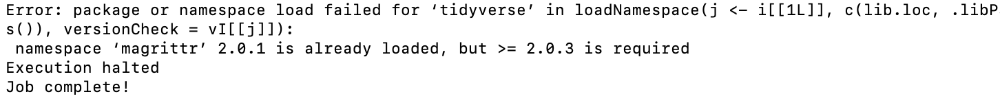 Error: package or namespace load failed for ‘tidyverse’ in loadNamespace(j <- i[[1L]], c(lib.loc, .libP
s()), versionCheck = vI[[j]]):
 namespace ‘magrittr’ 2.0.1 is already loaded, but >= 2.0.3 is required
Execution halted
Job complete!